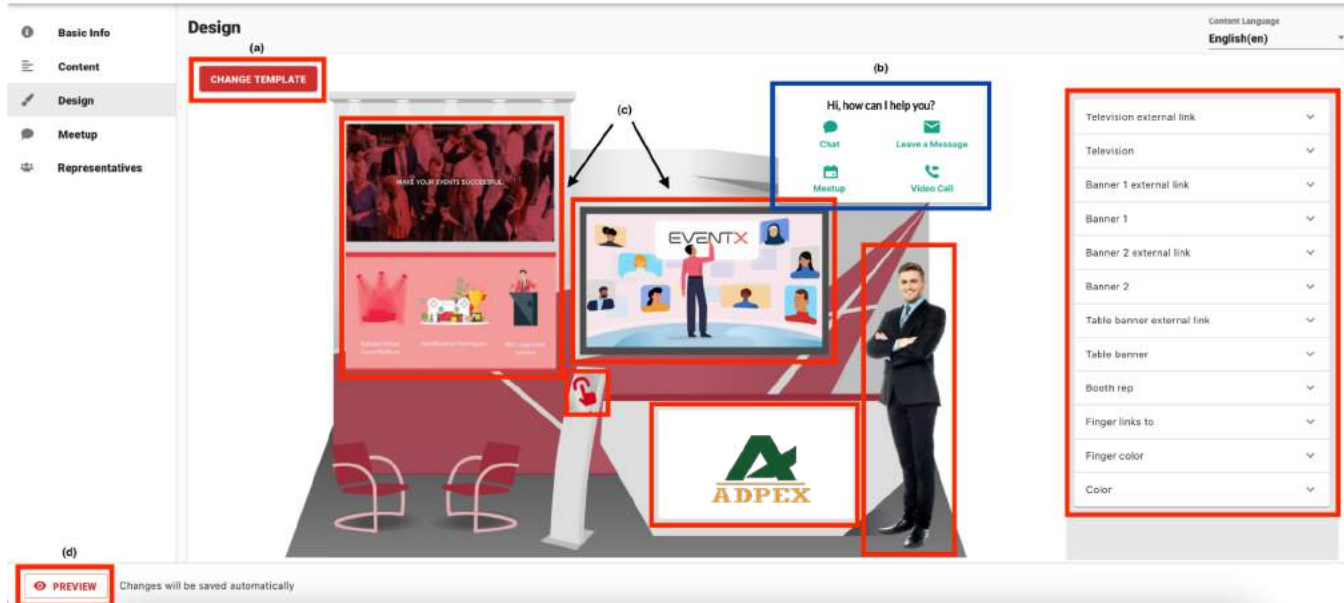 Design
Content Language
English(en)
Basic Info
Content
Design
Meetup
Representatives
(a)
CHANGE TEMPLATE
(b)
Hi, how can I help you?
Chat
Leave a Message
Meetup
Video Call
(c)
MAKE YOUR EVENTS SUCCESSFUL
EVENTX
ADPEX
Television external link
Television
Banner 1 external link
Banner 1
Banner 2 external link
Banner 2
Table banner external link
Table banner
Booth rep
Finger links to
Finger color
Color
(d)
PREVIEW
Changes will be saved automatically